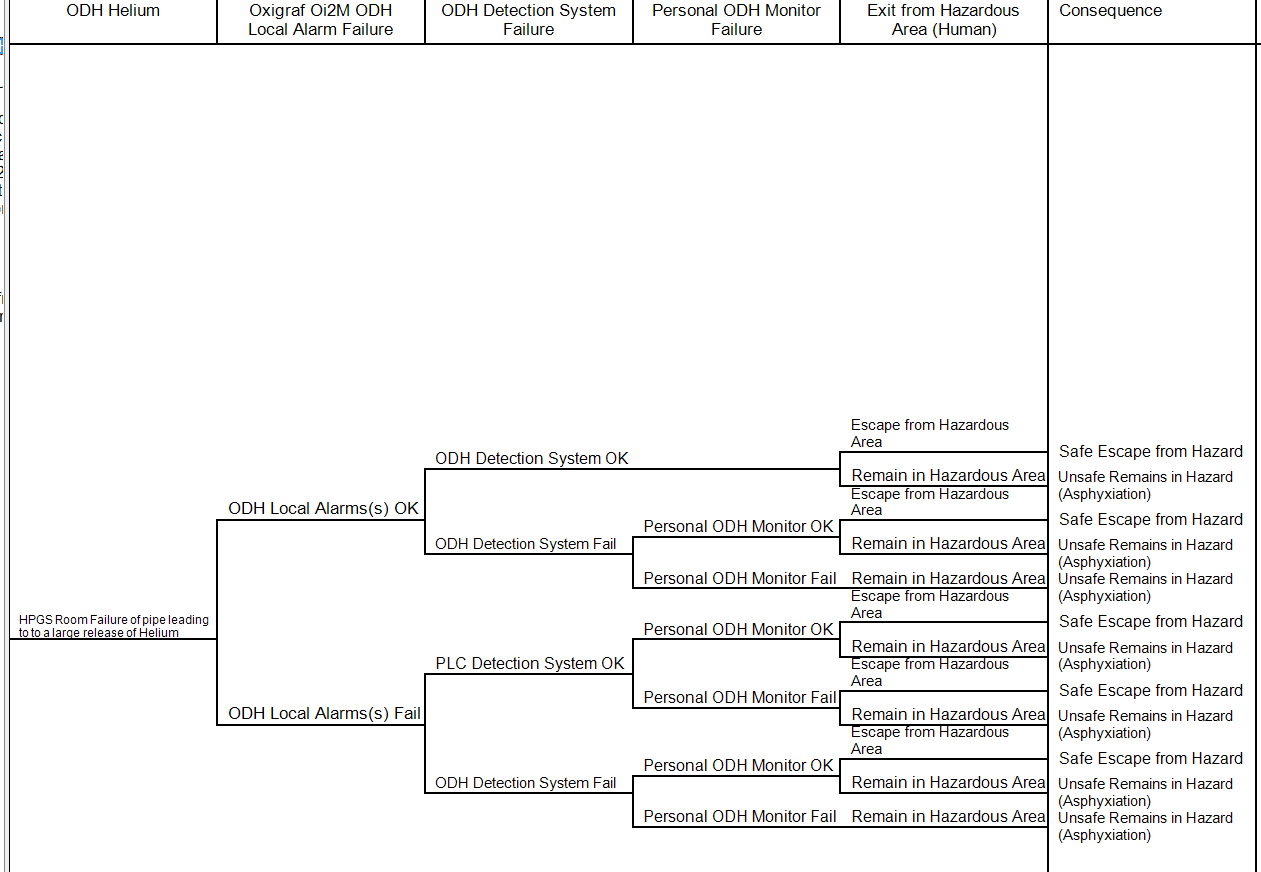 ODH Helium
Oxigraf Oi2M ODH
Local Alarm Failure
ODH Detection System
Failure
Personal ODH Monitor
Failure
Exit from Hazardous
Area (Human)
Consequence
Escape from Hazardous
Area
Safe Escape from Hazard
ODH Detection System OK
Remain in Hazardous Area
Unsafe Remains in Hazard
(Asphyxiation)
Escape from Hazardous
Area
Safe Escape from Hazard
ODH Local Alarms(s) OK
Personal ODH Monitor OK
Remain in Hazardous Area
Unsafe Remains in Hazard
(Asphyxiation)
ODH Detection System Fail
Personal ODH Monitor Fail
Remain in Hazardous Area
Unsafe Remains in Hazard
(Asphyxiation)
Escape from Hazardous
Area
Safe Escape from Hazard
HPGS Room Failure of pipe leading
to to a large release of Helium
Personal ODH Monitor OK
Remain in Hazardous Area
Unsafe Remains in Hazard
(Asphyxiation)
PLC Detection System OK
Escape from Hazardous
Area
Safe Escape from Hazard
Personal ODH Monitor Fail
Remain in Hazardous Area
Unsafe Remains in Hazard
(Asphyxiation)
ODH Local Alarms(s) Fail
Escape from Hazardous
Area
Safe Escape from Hazard
Personal ODH Monitor OK
Remain in Hazardous Area
Unsafe Remains in Hazard
(Asphyxiation)
ODH Detection System Fail
Personal ODH Monitor Fail
Remain in Hazardous Area
Unsafe Remains in Hazard
(Asphyxiation)